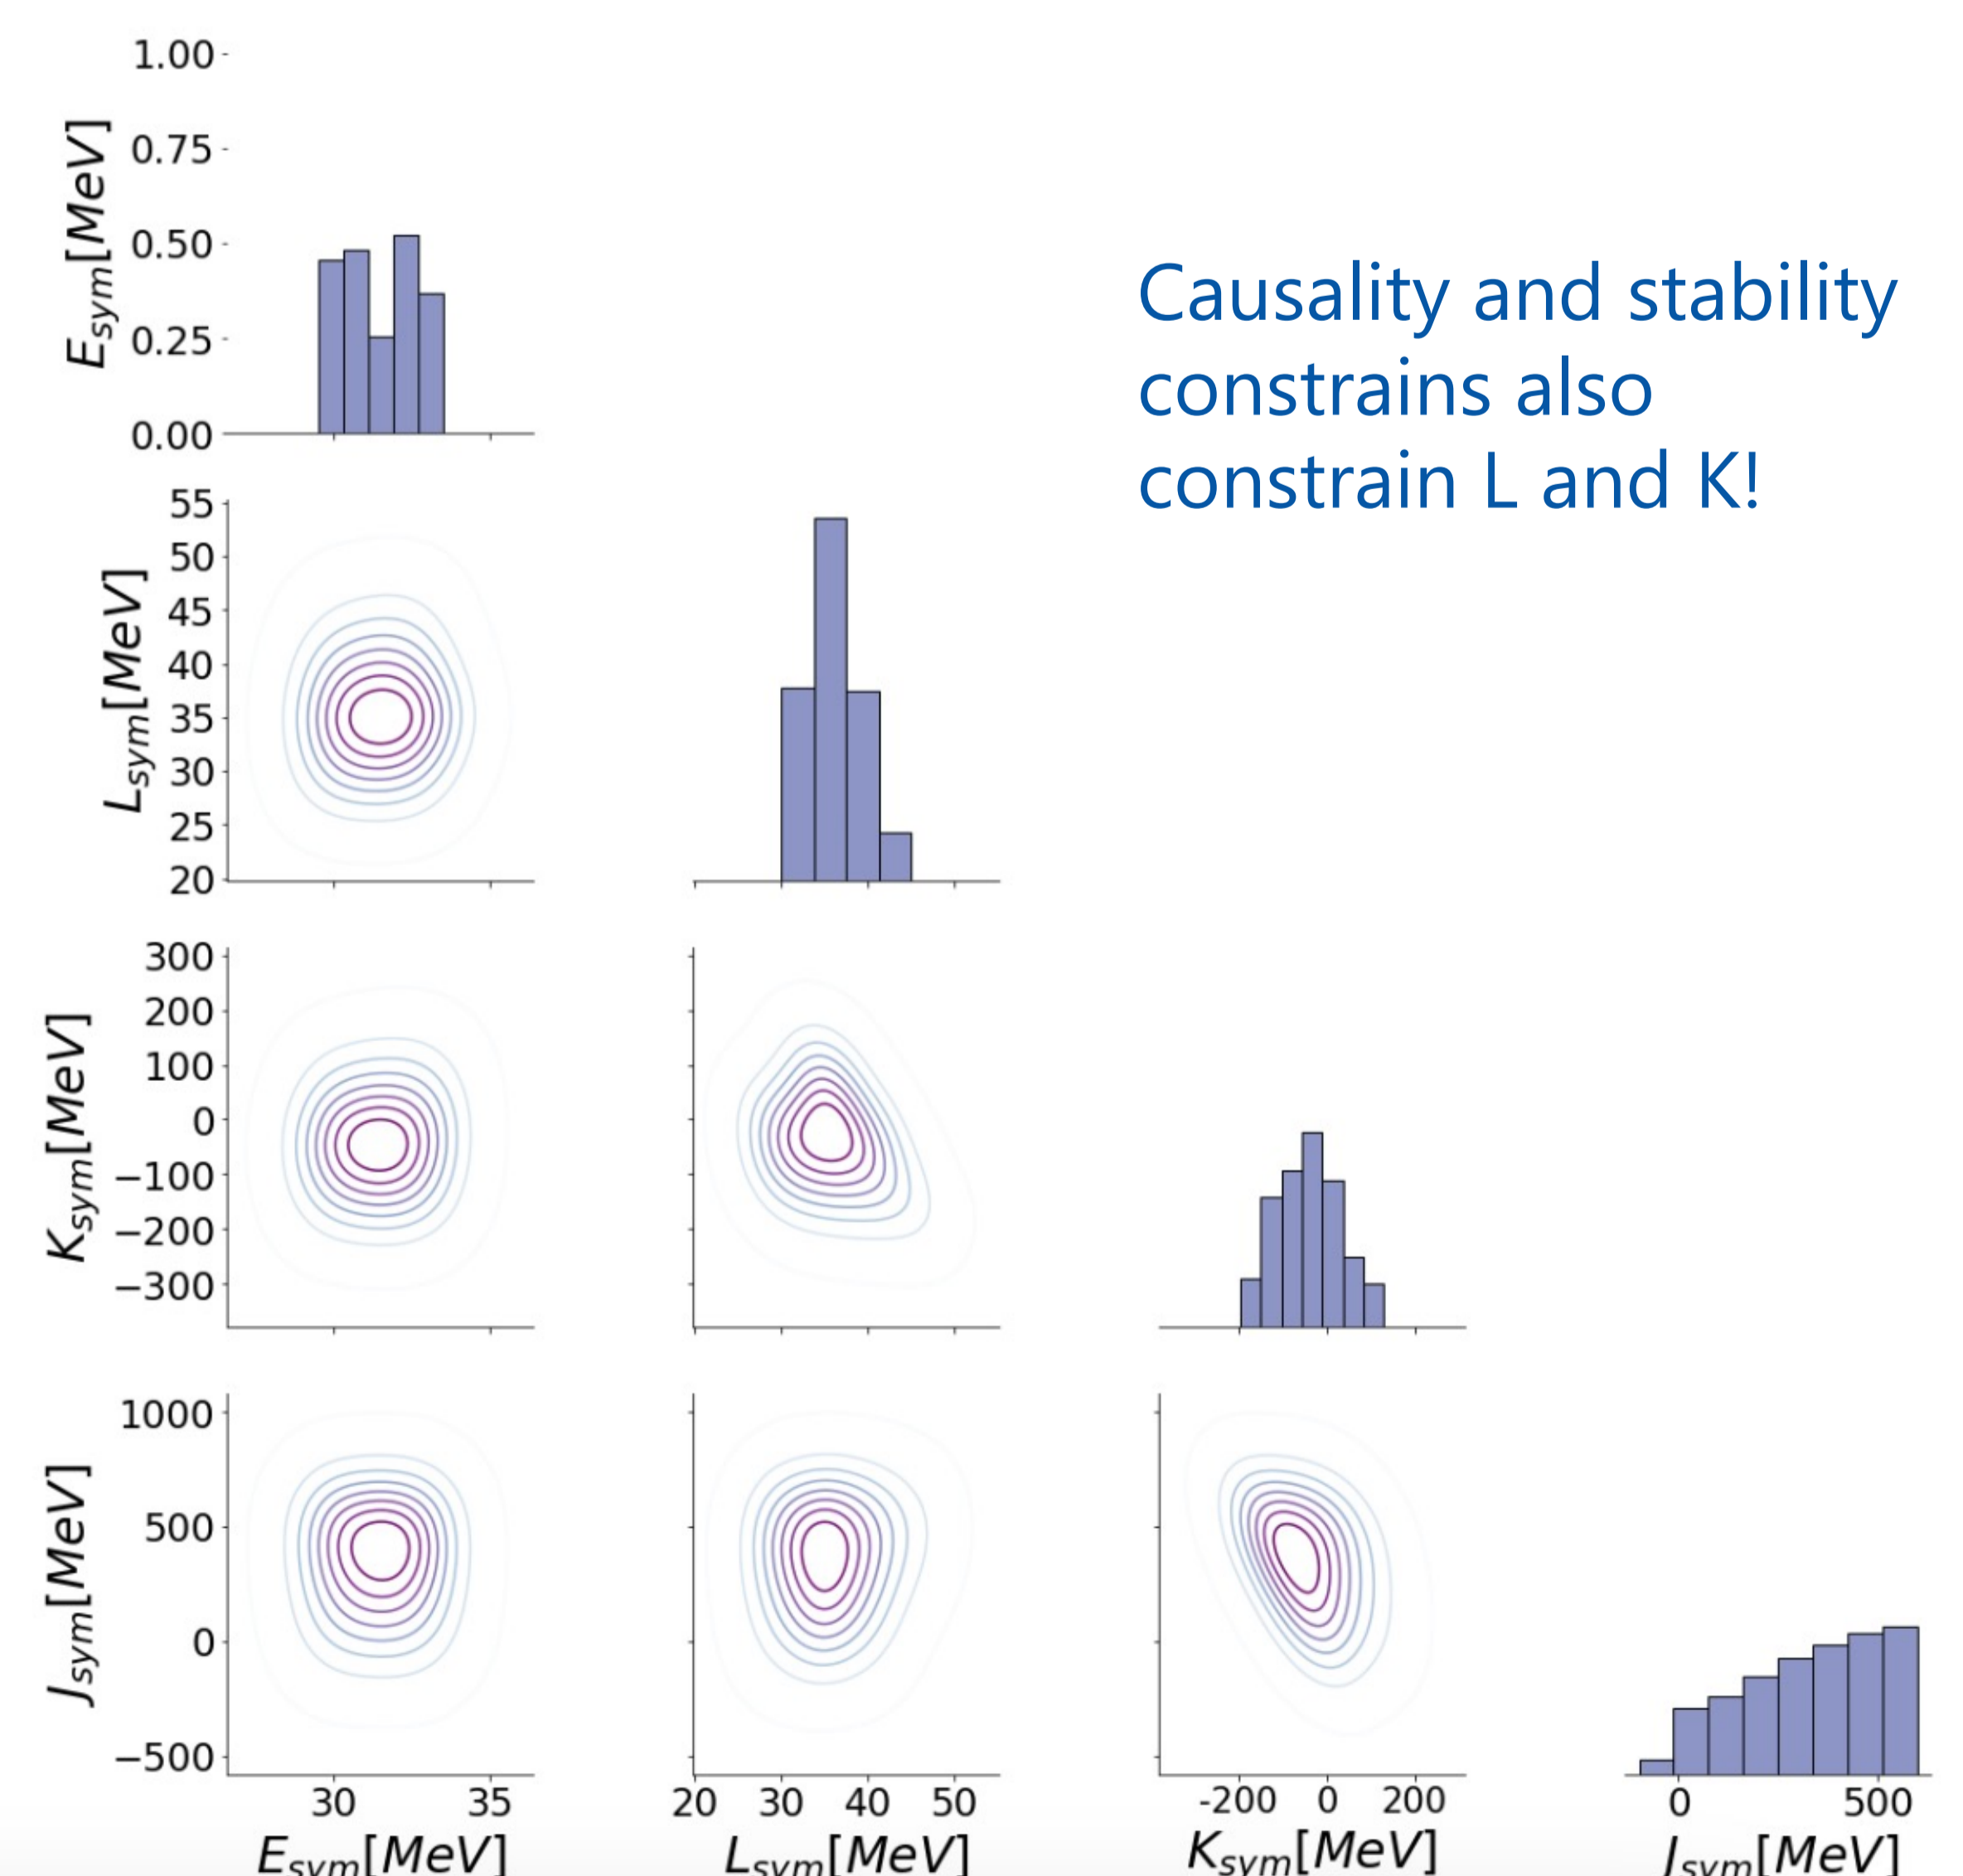 1.00
0.75
0.50
0.25
0.00
E_sym[MeV]
Causality and stability
constrains also
constrain L and K!
55
50
45
40
35
30
25
20
L_sym[MeV]
300
200
100
0
−100
−200
−300
K_sym[MeV]
1000
500
0
−500
J_sym[MeV]
30 35
20 30 40 50
-200 0 200
0 500
E_sym[MeV]
L_sym[MeV]
K_sym[MeV]
J_sym[MeV]